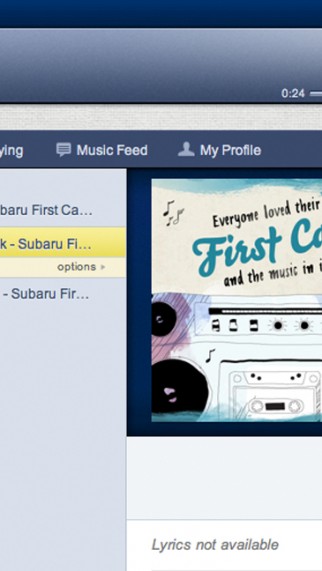 0:24
ying
Music Feed
My Profile
baru First Ca...
k - Subaru Fi...
options
- Subaru Fir...
Everyone loved their
First Ca
and the music in i
Lyrics not available